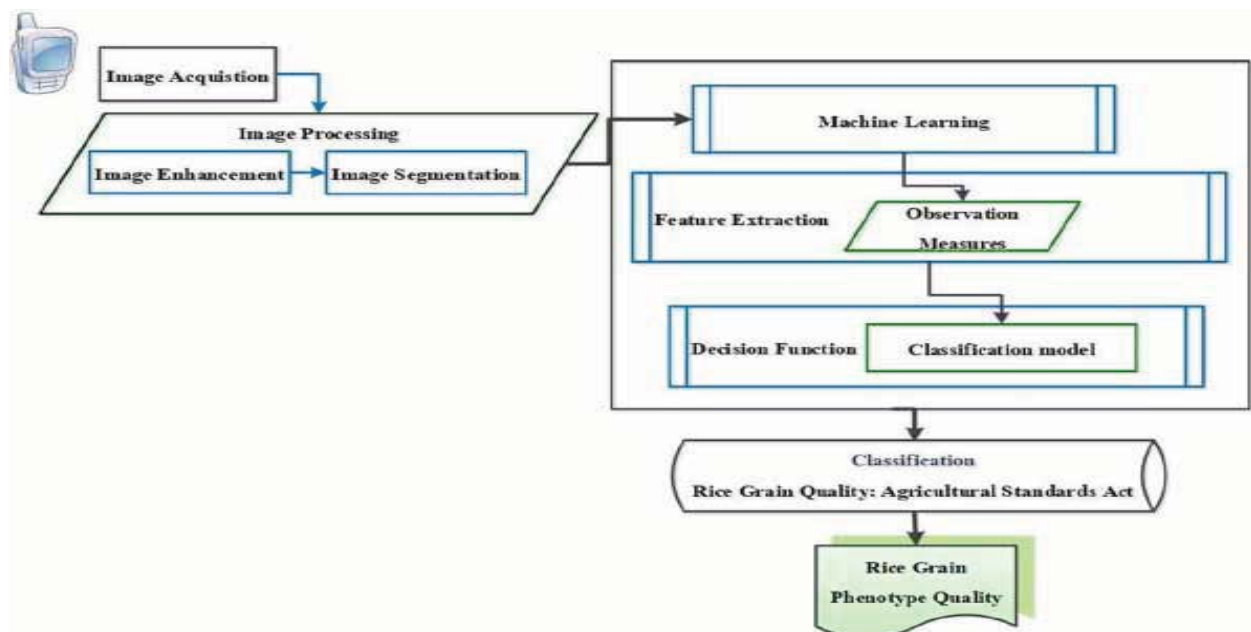 Image Acquistion
Image Processing
Image Enhancement
Image Segmentation
Machine Learning
Feature Extraction
Observation
Measures
Decision Function
Classification model
Classification
Rice Grain Quality: Agricultural Standards Act
Rice Grain
Phenotype Quality